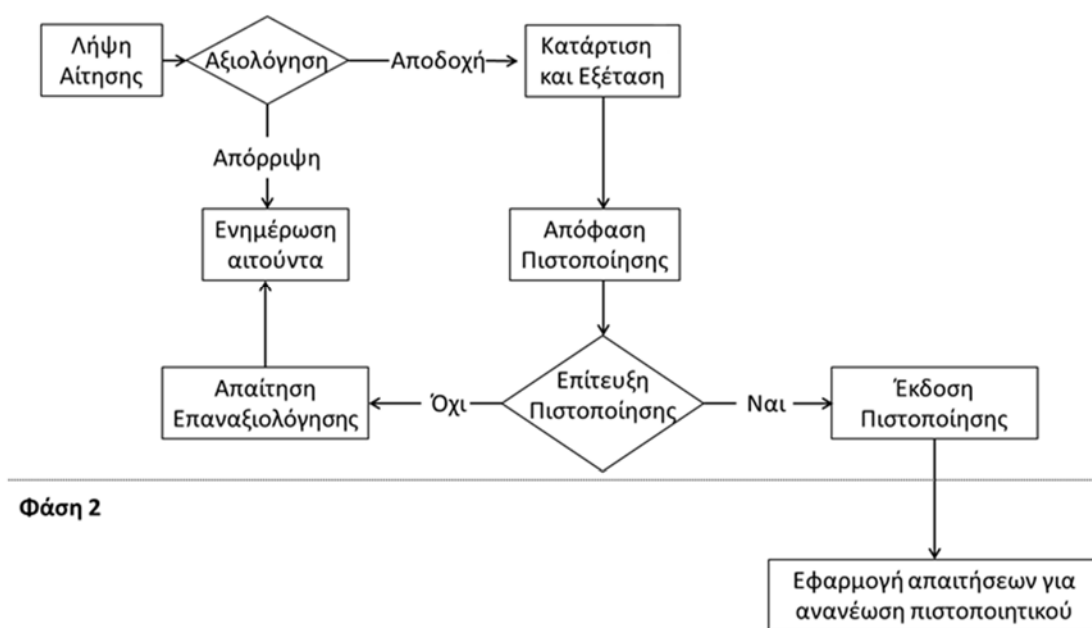 Λήψη
Αίτησης
Αξιολόγηση
Αποδοχή
Κατάρτιση
και Εξέταση
Απόρριψη
Ενημέρωση
αιτούντα
Απόφαση
Πιστοποίησης
Απαίτηση
Επαναξιολόγησης
Όχι
Επίτευξη
Πιστοποίησης
Ναι
Έκδοση
Πιστοποίησης
Φάση 2
Εφαρμογή απαιτήσεων για
ανανέωση πιστοποιητικού